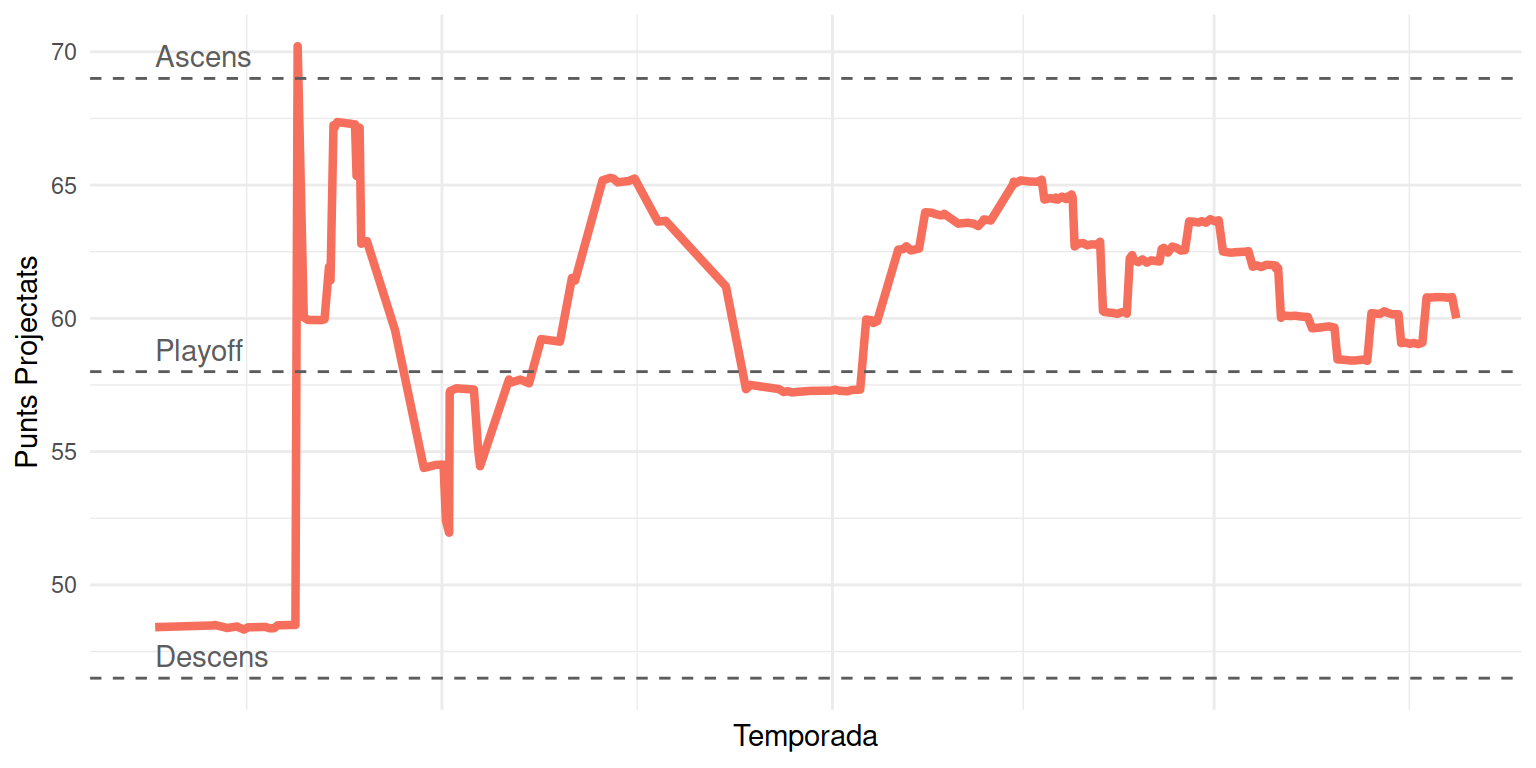 Punts Projectats
70
65
60
55
50
Ascens
Playoff
Descens
Temporada